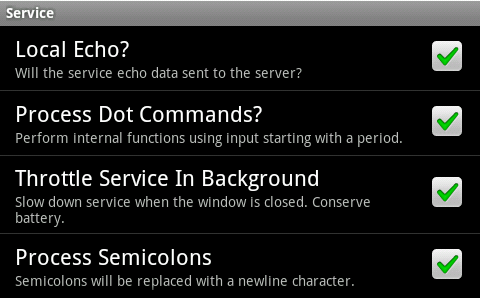 Service
Local Echo?
Will the service echo data sent to the server?
Process Dot Commands?
Perform internal functions using input starting with a period.
Throttle Service In Background
Slow down service when the window is closed. Conserve
battery.
Process Semicolons
Semicolons will be replaced with a newline character.